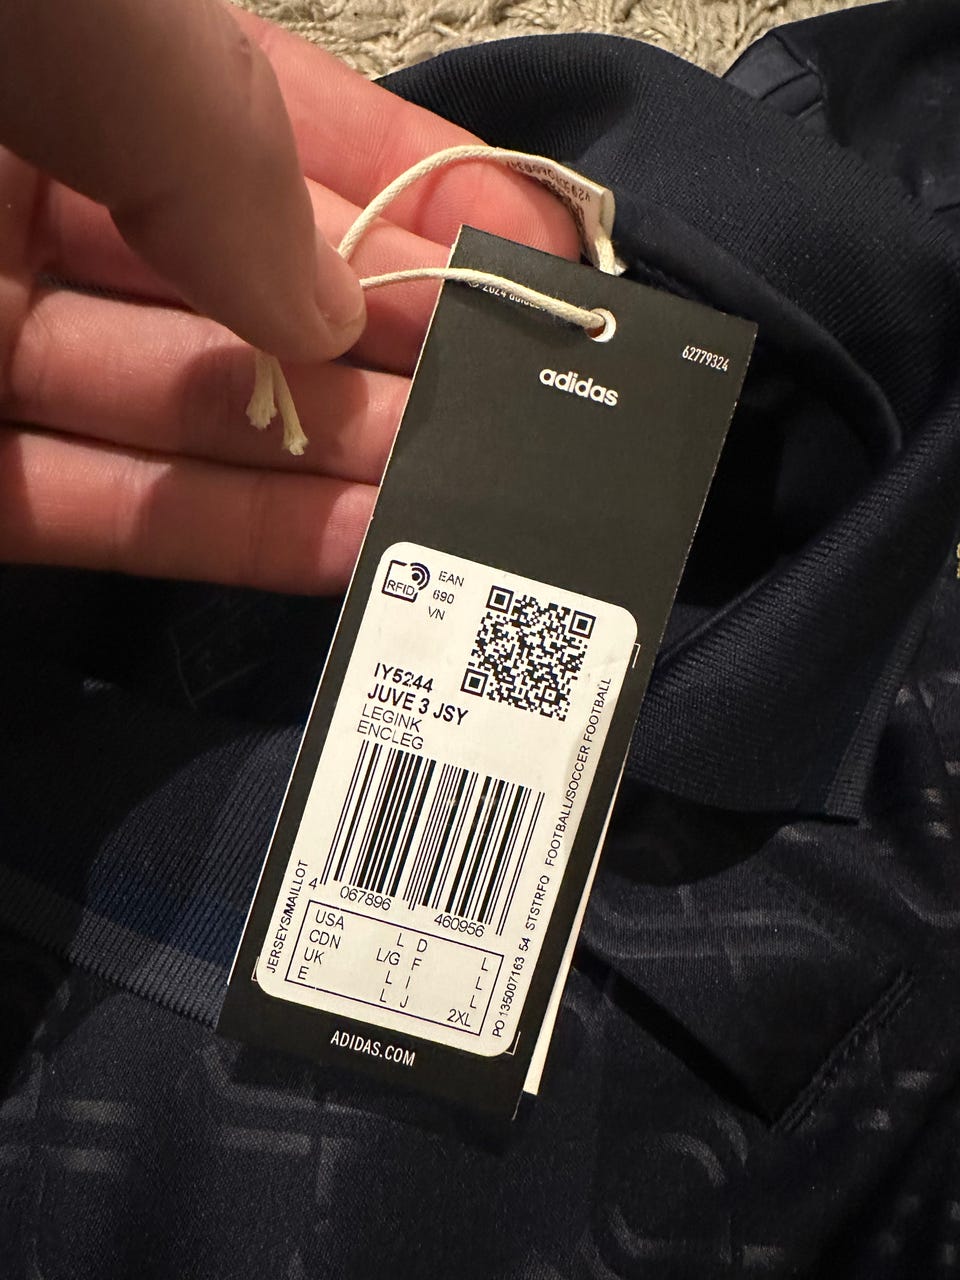 © 2024 adidas
62779324
adidas
RFID
EAN
690
VN
IY5244
JUVE 3 JSY
LEGINK
ENCLEG
4 067896 460956
JERSEYS/MAILLOT
USA L D L
CDN L/G F L
UK L I L
E L J 2XL
PO 135007163 54 STSTRFQ FOOTBALL/SOCCER FOOTBALL
ADIDAS.COM